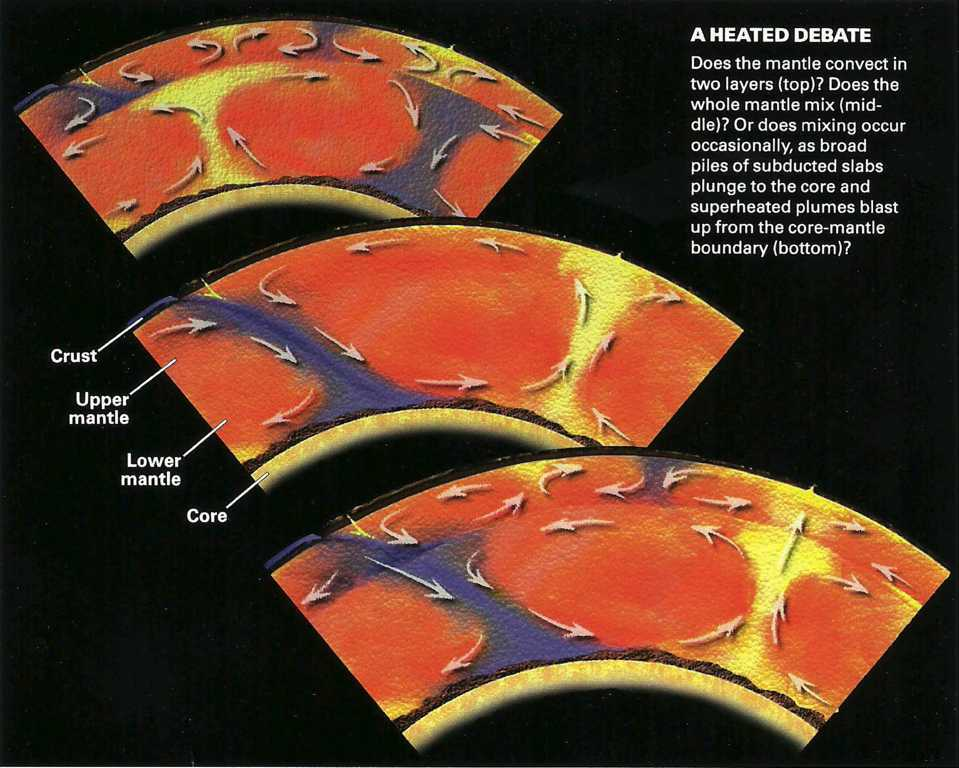 A HEATED DEBATE
Does the mantle convect in
two layers (top)? Does the
whole mantle mix (mid-
dle)? Or does mixing occur
occasionally, as broad
piles of subducted slabs
plunge to the core and
superheated plumes blast
up from the core-mantle
boundary (bottom)?
Crust
Upper
mantle
Lower
mantle
Core